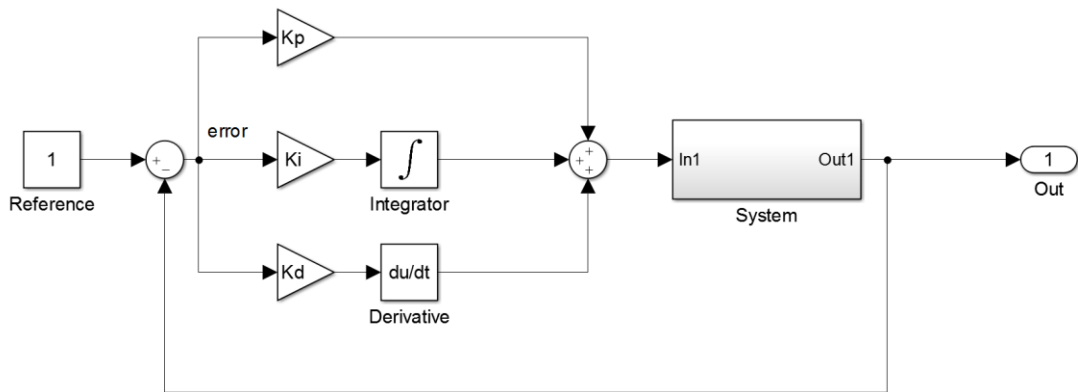 Kp
error
1
+
−
Reference
Ki
∫
Integrator
Kd
du/dt
Derivative
+
+
+
In1
Out1
System
1
Out